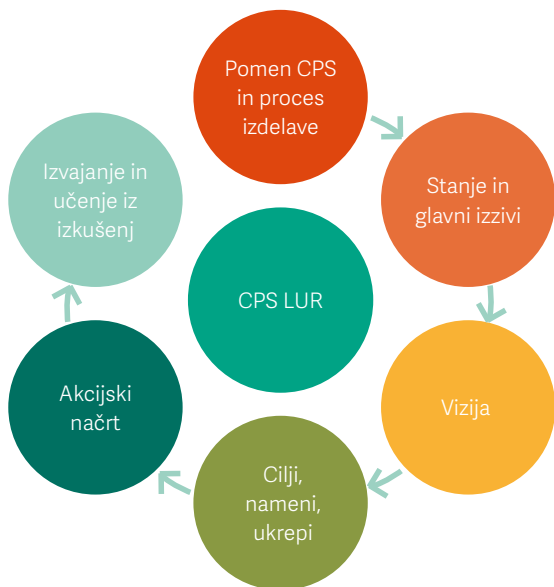 Pomen CPS
in proces
izdelave
Stanje in
glavni izzivi
Vizija
Cilji,
nameni,
ukrepi
Akcijski
načrt
Izvajanje in
učenje iz
izkušenj
CPS LUR